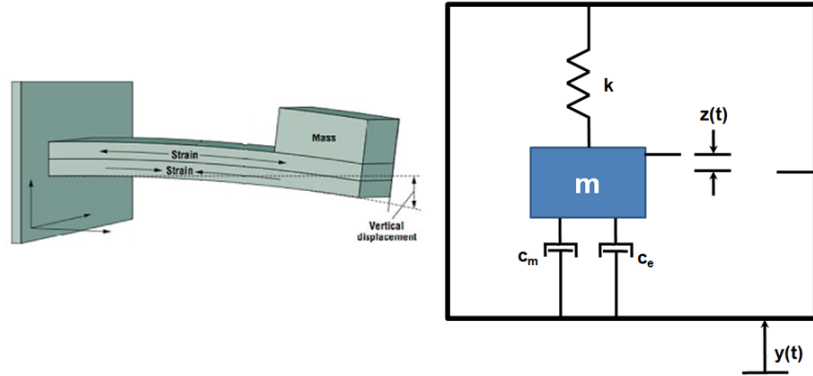 Mass
Strain
Strain
Vertical
displacement
k
z(t)
m
cm
ce
y(t)